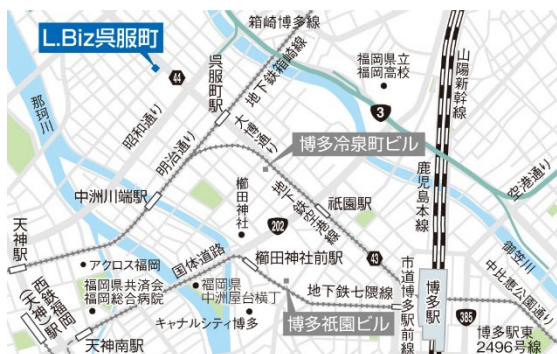 箱崎博多線
L.Biz呉服町
44
呉服町駅
地下鉄箱崎線
福岡県立
福岡高校
山陽新幹線
3
那珂川
昭和通り
明治通り
大博通り
博多冷泉町ビル
鹿児島本線
空港通り
中洲川端駅
櫛田神社
地下鉄空港線
祇園駅
202
御笠川
天神駅
アクロス福岡
国体道路
櫛田神社前駅
43
市道博多駅前線
中比恵公園通り
西鉄福岡
(天神)駅
福岡県共済会
福岡総合病院
福岡県
中洲屋台横丁
地下鉄七隈線
博多駅
キャナルシティ博多
博多祇園ビル
385
天神南駅
博多駅東
2496号線